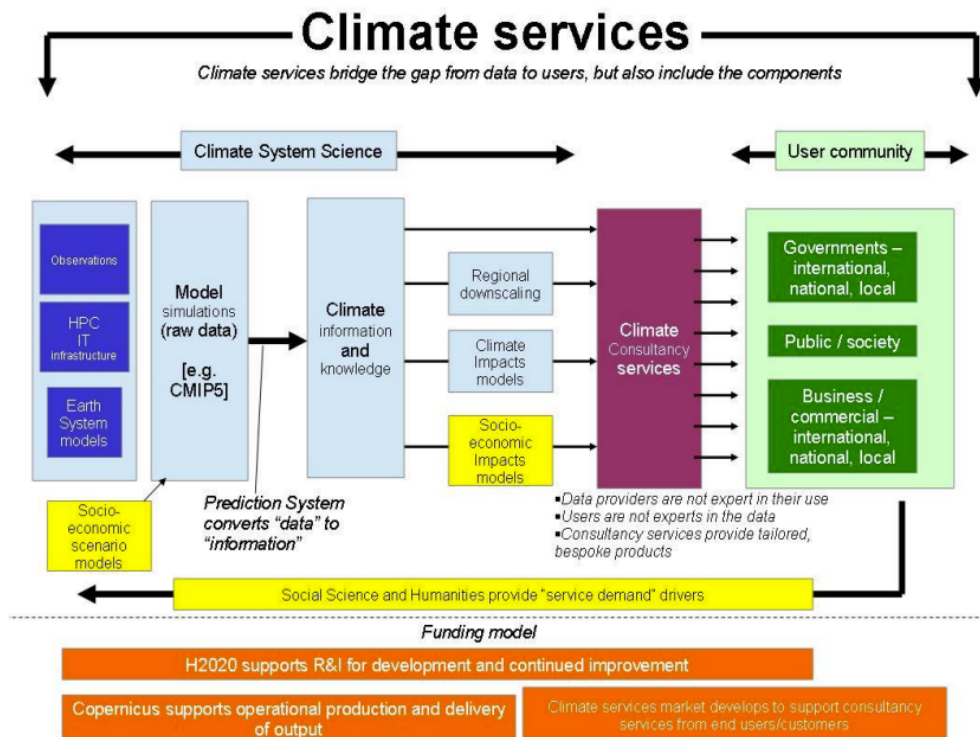 Climate services
Climate services bridge the gap from data to users, but also include the components
Climate System Science
User community
Observations
HPC
IT
infrastructure
Earth
System
models
Socio-
economic
scenario
models
Model
simulations
(raw data)
[e.g.
CMIP5]
Prediction System
converts “data” to
“information”
Climate
information
and
knowledge
Regional
downscaling
Climate
Impacts
models
Socio-
economic
Impacts
models
Climate
Consultancy
services
Governments –
international,
national, local
Public / society
Business /
commercial –
international,
national, local
▪Data providers are not expert in their use
▪Users are not experts in the data
▪Consultancy services provide tailored,
bespoke products
Social Science and Humanities provide “service demand” drivers
Funding model
H2020 supports R&I for development and continued improvement
Copernicus supports operational production and delivery
of output
Climate services market develops to support consultancy
services from end users/customers